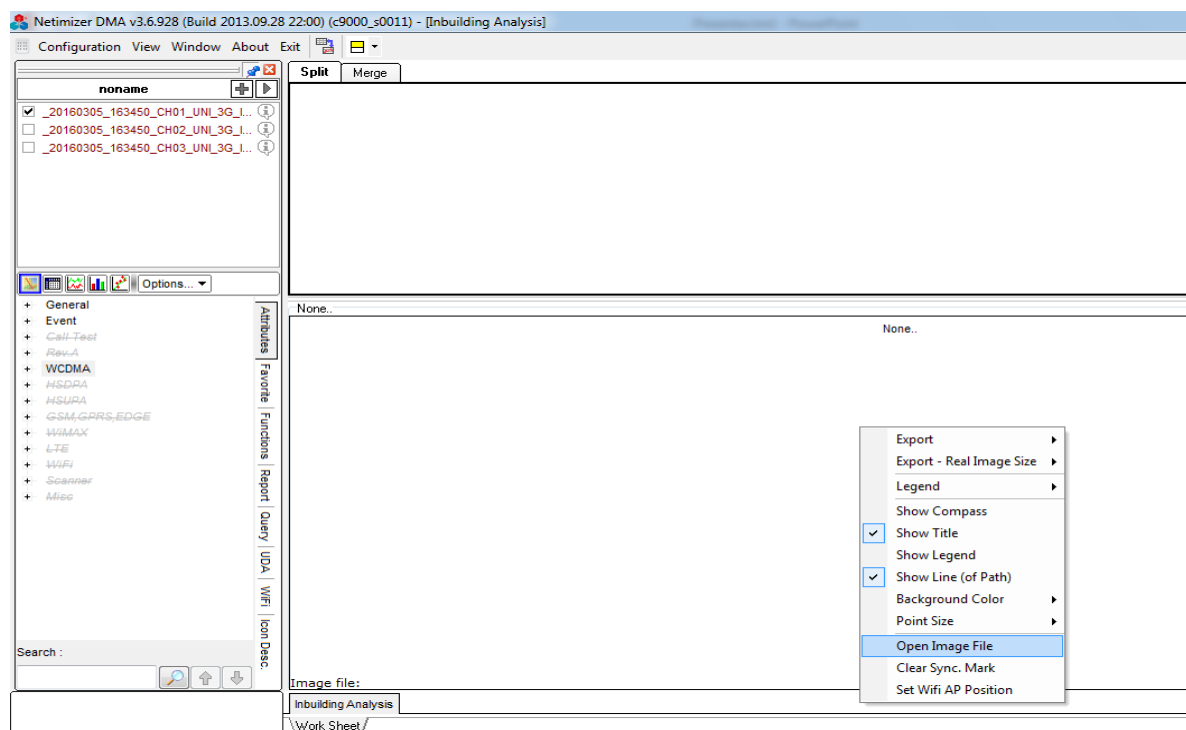 Netimizer DMA v3.6.928 (Build 2013.09.28 22:00) (c9000_s0011) - [Inbuilding Analysis]
Configuration View Window About Exit
noname
_20160305_163450_CH01_UNI_3G_I...
_20160305_163450_CH02_UNI_3G_I...
_20160305_163450_CH03_UNI_3G_I...
Options...
General
Event
Call Test
Rev.A
WCDMA
HSDPA
HSUPA
GSM,GPRS,EDGE
WiMAX
LTE
WiFi
Scanner
Misc
Attributes
Favorite
Functions
Report
Query
UDA
WiFi
Icon Desc.
Search :
Split Merge
None..
None..
Export
Export - Real Image Size
Legend
Show Compass
Show Title
Show Legend
Show Line (of Path)
Background Color
Point Size
Open Image File
Clear Sync. Mark
Set Wifi AP Position
Image file:
Inbuilding Analysis
Work Sheet